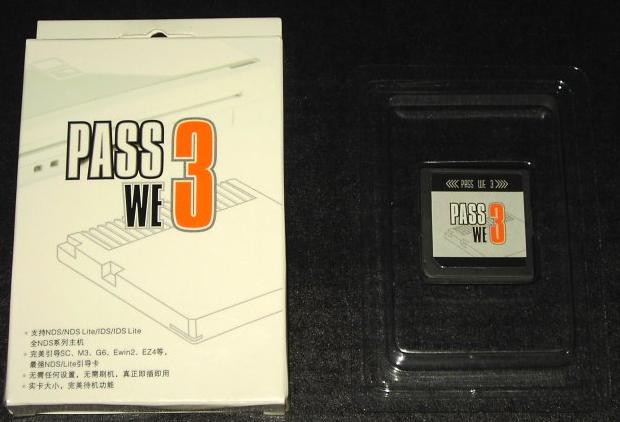 PASS
WE 3
• 支持NDS/NDS Lite/IDS/IDS Lite
全NDS系列主机
• 完美引导SC、M3、G6、Ewin2、EZ4等,
最强NDS/Lite引导卡
• 无需任何设置,无需刷机,真正即插即用
• 实卡大小,完美待机功能
<<<< PASS WE 3 >>>>
PASS
WE 3